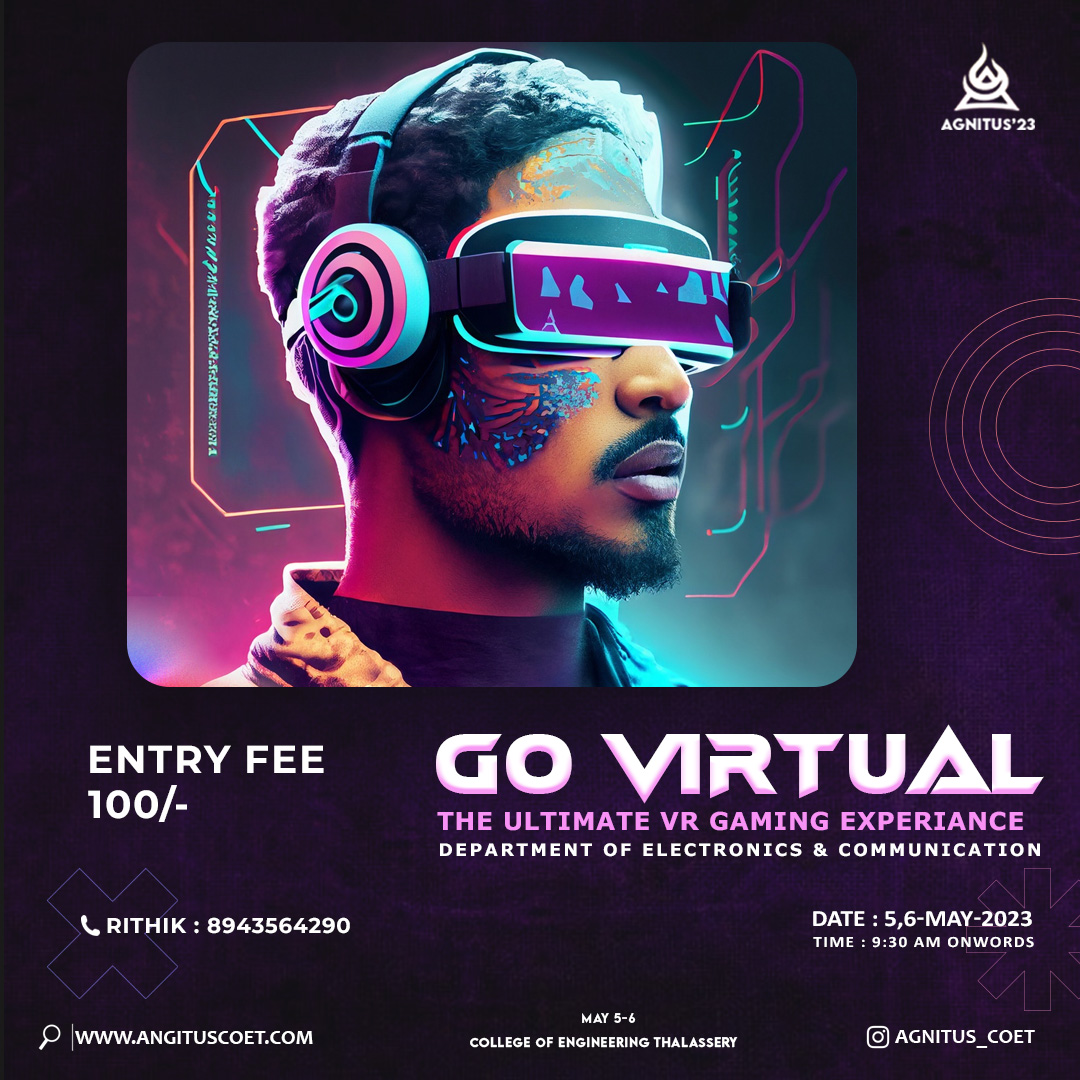 AGNITUS'23
ENTRY FEE
100/-
GO VIRTUAL
THE ULTIMATE VR GAMING EXPERIANCE
DEPARTMENT OF ELECTRONICS & COMMUNICATION
RITHIK : 8943564290
DATE : 5,6-MAY-2023
TIME : 9:30 AM ONWORDS
WWW.ANGITUSCOET.COM
MAY 5-6
COLLEGE OF ENGINEERING THALASSERY
AGNITUS_COET